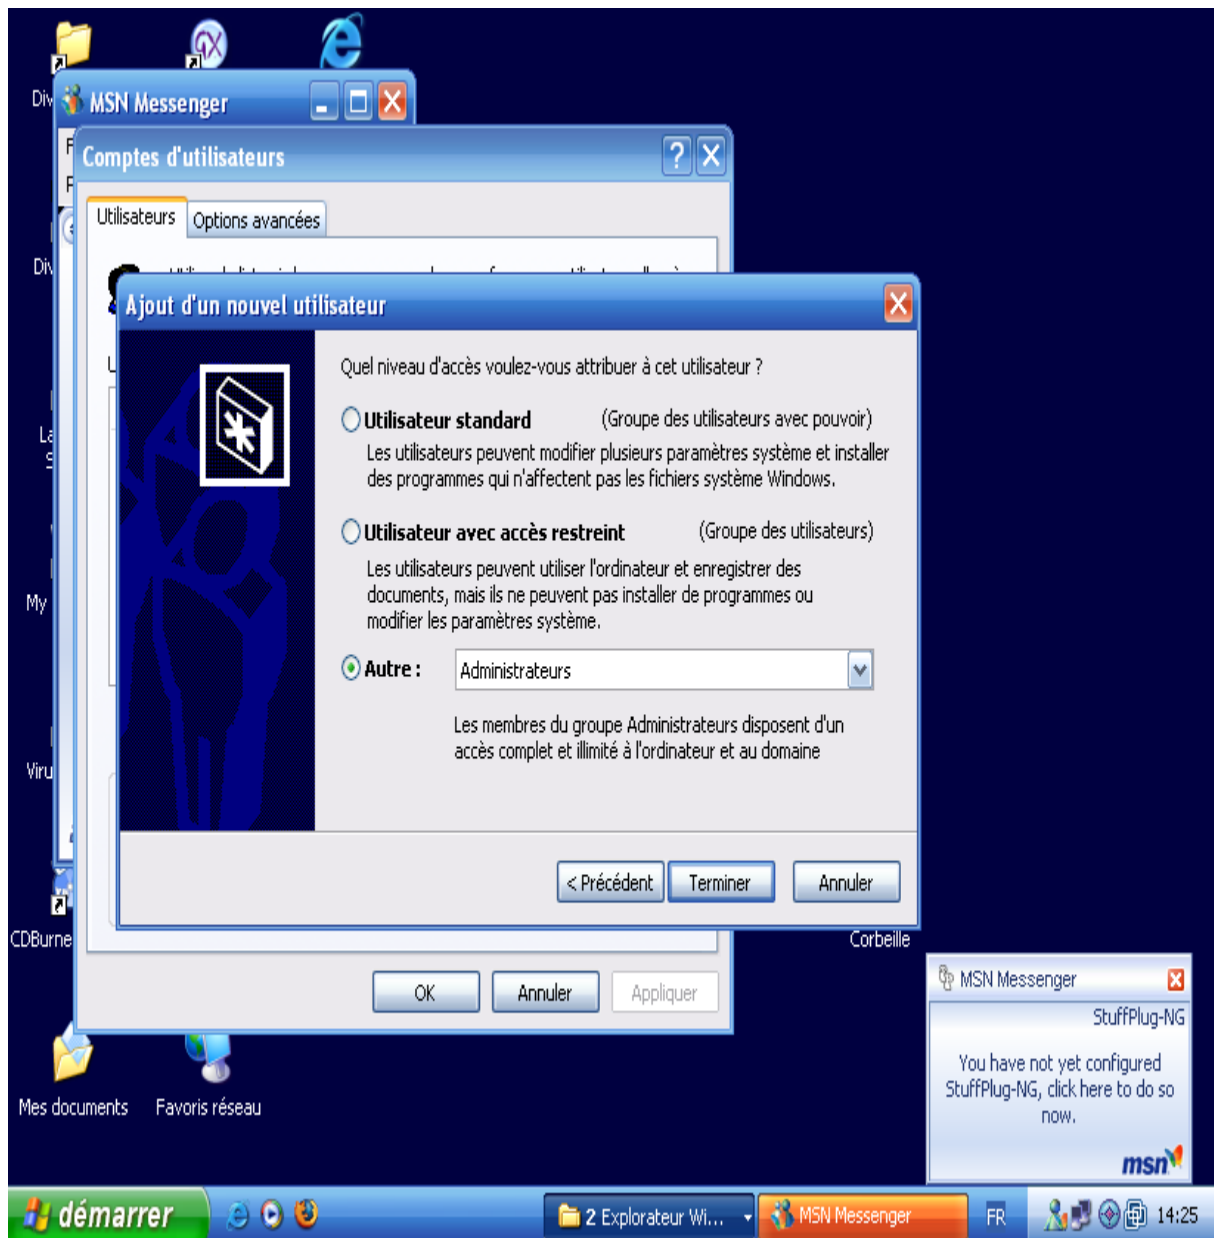 MSN Messenger
Comptes d'utilisateurs
Utilisateurs
Options avancées
Ajout d'un nouvel utilisateur
Quel niveau d'accès voulez-vous attribuer à cet utilisateur ?
Utilisateur standard (Groupe des utilisateurs avec pouvoir)
Les utilisateurs peuvent modifier plusieurs paramètres système et installer
des programmes qui n'affectent pas les fichiers système Windows.
Utilisateur avec accès restreint (Groupe des utilisateurs)
Les utilisateurs peuvent utiliser l'ordinateur et enregistrer des
documents, mais ils ne peuvent pas installer de programmes ou
modifier les paramètres système.
Autre : Administrateurs
Les membres du groupe Administrateurs disposent d'un
accès complet et illimité à l'ordinateur et au domaine
< Précédent
Terminer
Annuler
OK
Annuler
Appliquer
Div
Div
My
Viru
CDBurne
Corbeille
Mes documents
Favoris réseau
MSN Messenger
StuffPlug-NG
You have not yet configured
StuffPlug-NG, click here to do so
now.
msn
démarrer
2 Explorateur Wi...
MSN Messenger
FR
14:25